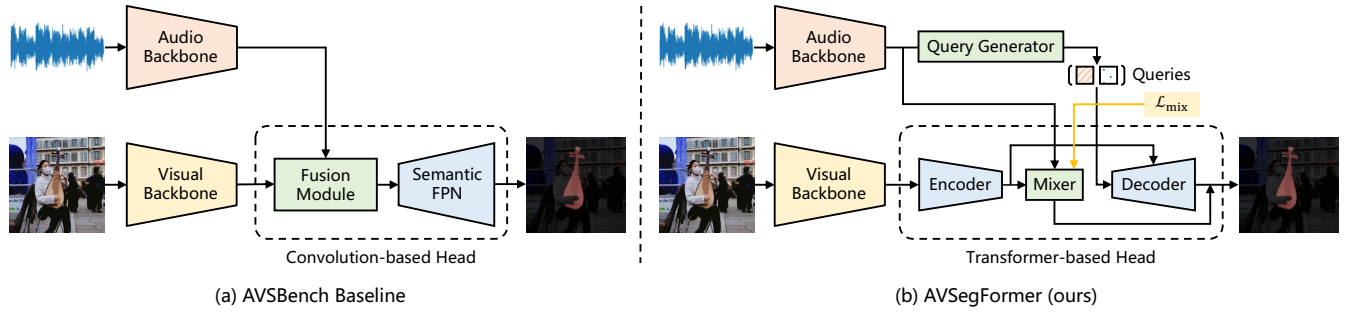 Audio
Backbone
Visual
Backbone
Fusion
Module
Semantic
FPN
Convolution-based Head
(a) AVSBench Baseline
Audio
Backbone
Query Generator
Queries
ℒmix
Visual
Backbone
Encoder
Mixer
Decoder
Transformer-based Head
(b) AVSegFormer (ours)